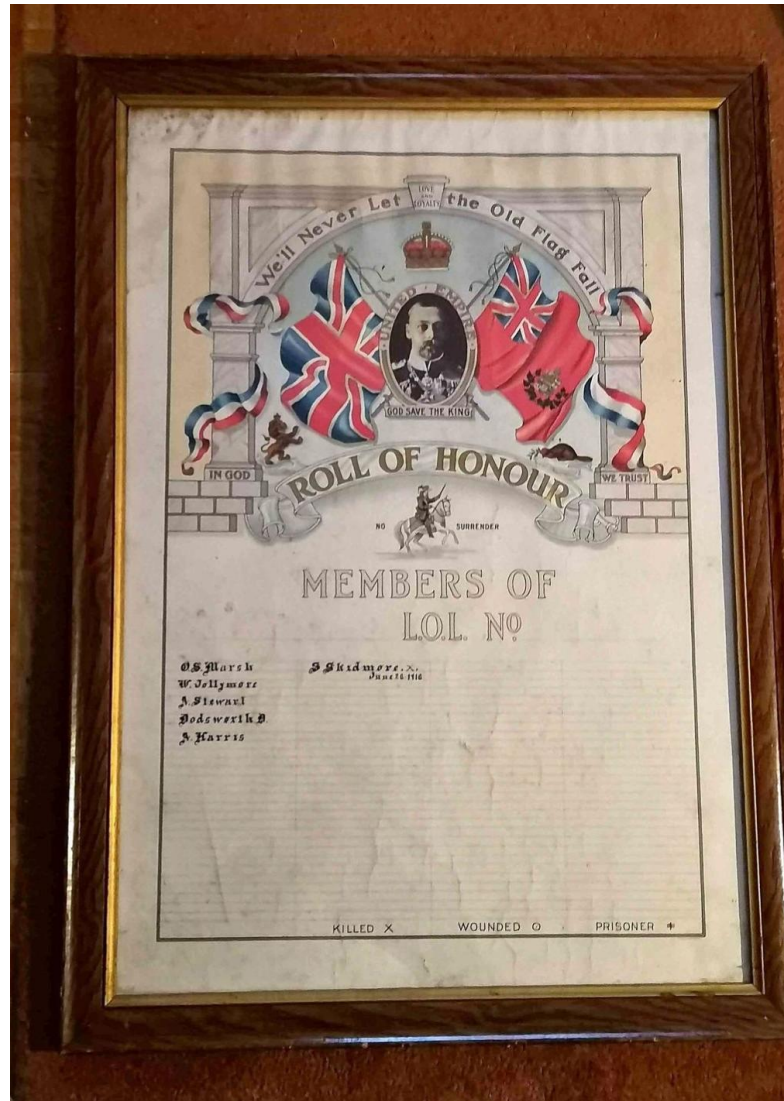 LOVE
AND
LOYALTY
We'll Never Let the Old Flag Fall
UNITED EMPIRE
GOD SAVE THE KING
IN GOD WE TRUST
ROLL OF HONOUR
NO SURRENDER
MEMBERS OF
L.O.L. Nº
O.S. Marsh
W. Jollymore
A. Stewart
Dodsworth D.
A. Harris
S Skidmore. x.
June 26 1916
KILLED X WOUNDED ⊙ PRISONER +